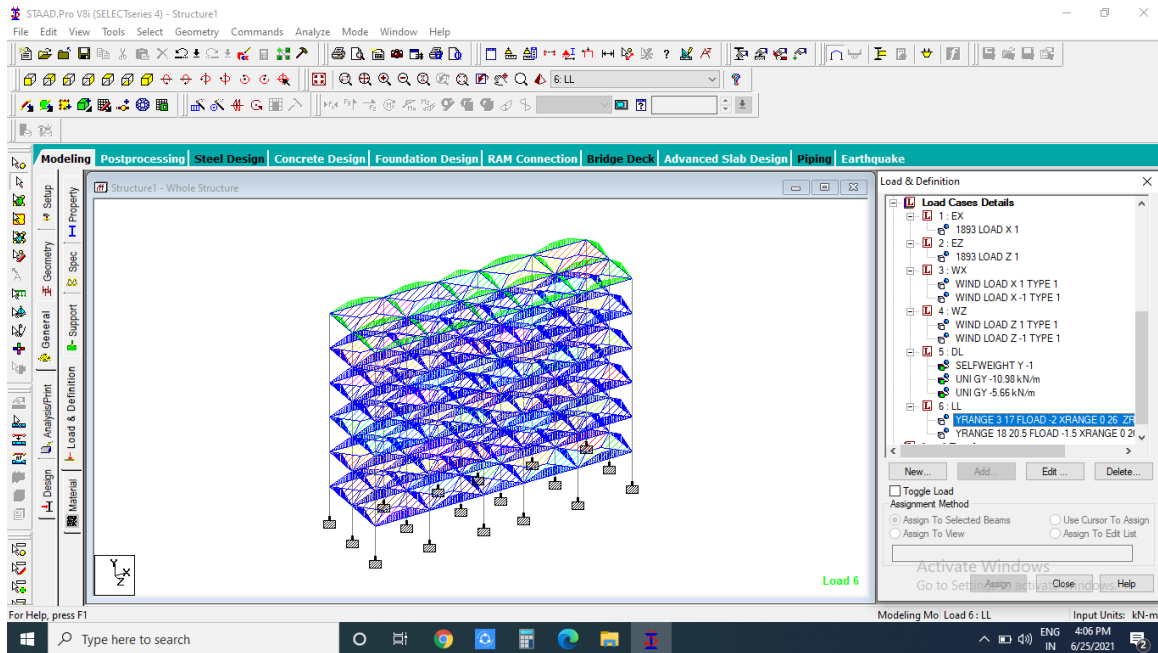 STAAD.Pro V8i (SELECTseries 4) - Structure1
File Edit View Tools Select Geometry Commands Analyze Mode Window Help
6: LL
Modeling Postprocessing Steel Design Concrete Design Foundation Design RAM Connection Bridge Deck Advanced Slab Design Piping Earthquake
Setup
Geometry
General
Analysis/Print
Design
Property
Spec
Support
Load & Definition
Material
Structure1 - Whole Structure
Y
X
Z
Load 6
Load & Definition
Load Cases Details
1 : EX
1893 LOAD X 1
2 : EZ
1893 LOAD Z 1
3 : WX
WIND LOAD X 1 TYPE 1
WIND LOAD X -1 TYPE 1
4 : WZ
WIND LOAD Z 1 TYPE 1
WIND LOAD Z -1 TYPE 1
5 : DL
SELFWEIGHT Y -1
UNI GY -10.98 kN/m
UNI GY -5.66 kN/m
6 : LL
YRANGE 3 17 FLOAD -2 XRANGE 0 26 ZR
YRANGE 18 20.5 FLOAD -1.5 XRANGE 0 26
New... Add... Edit ... Delete...
Toggle Load
Assignment Method
Assign To Selected Beams Use Cursor To Assign
Assign To View Assign To Edit List
Activate Windows
Go to Settings to activate Windows.
Assign Close Help
For Help, press F1
Modeling Mo Load 6 : LL Input Units: kN-m
Type here to search
ENG
IN
4:06 PM
6/25/2021
2